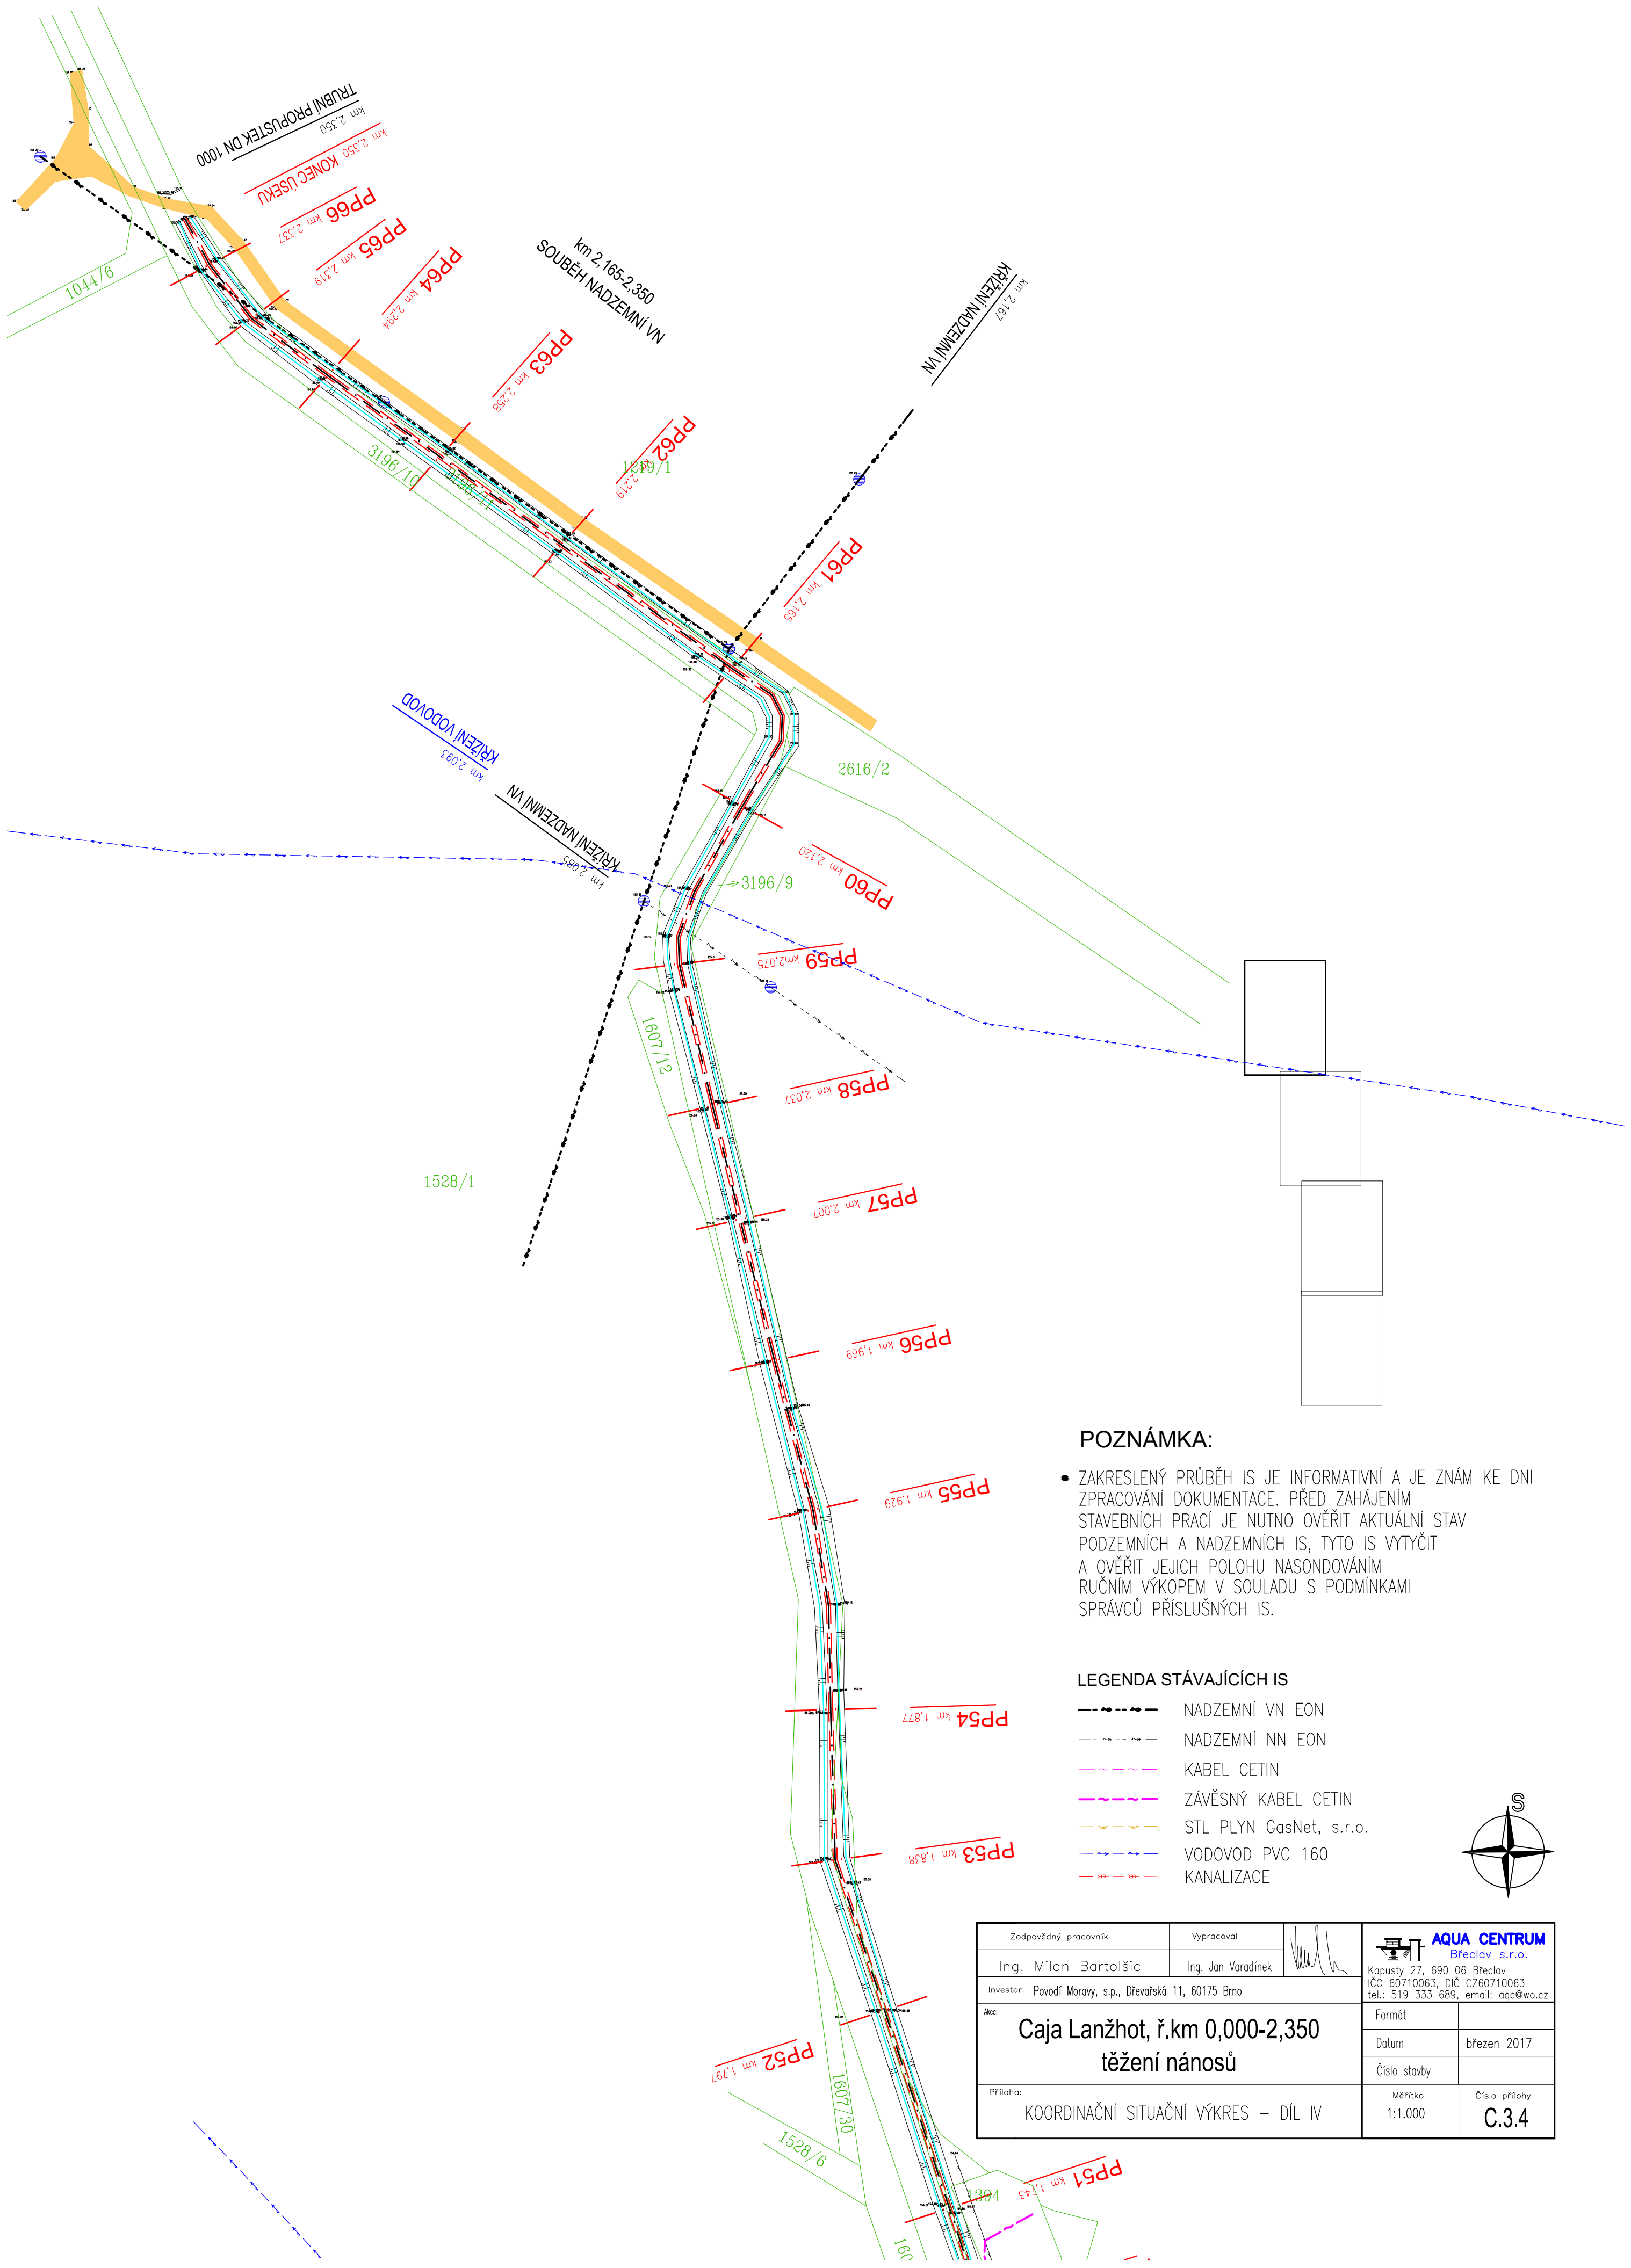 TRUBNÍ PROPUSTEK DN 1000
km 2,350
km 2,350 KONEC ÚSEKU
PP66 km 2,337
PP65 km 2,319
PP64 km 2,294
km 2,165-2,350
SOUBĚH NADZEMNÍ VN
PP63 km 2,258
KŘÍŽENÍ NADZEMNÍ VN
km 2,167
1044/6
PP62 km 2,219
1219/1
3196/10
3196/11
PP61 km 2,165
KŘÍŽENÍ VODOVOD
km 2,093
2616/2
KŘÍŽENÍ NADZEMNÍ VN
km 2,085
PP60 km 2,120
3196/9
PP59 km2,075
1607/12
PP58 km 2,037
1528/1
PP57 km 2,007
PP56 km 1,969
PP55 km 1,929
POZNÁMKA:
• ZAKRESLENÝ PRŮBĚH IS JE INFORMATIVNÍ A JE ZNÁM KE DNI
ZPRACOVÁNÍ DOKUMENTACE. PŘED ZAHÁJENÍM
STAVEBNÍCH PRACÍ JE NUTNO OVĚŘIT AKTUÁLNÍ STAV
PODZEMNÍCH A NADZEMNÍCH IS, TYTO IS VYTYČIT
A OVĚŘIT JEJICH POLOHU NASONDOVÁNÍM
RUČNÍM VÝKOPEM V SOULADU S PODMÍNKAMI
SPRÁVCŮ PŘÍSLUŠNÝCH IS.
LEGENDA STÁVAJÍCÍCH IS
NADZEMNÍ VN EON
NADZEMNÍ NN EON
KABEL CETIN
ZÁVĚSNÝ KABEL CETIN
STL PLYN GasNet, s.r.o.
VODOVOD PVC 160
KANALIZACE
S
PP54 km 1,877
PP53 km 1,838
PP52 km 1,797
1607/30
1528/6
PP51 km 1,743
1394
160
Zodpovědný pracovník
Vypracoval
Ing. Milan Bartolšic
Ing. Jan Varadínek
Investor: Povodí Moravy, s.p., Dřevařská 11, 60175 Brno
Akce:
Caja Lanžhot, ř.km 0,000-2,350
těžení nánosů
Příloha:
KOORDINAČNÍ SITUAČNÍ VÝKRES – DÍL IV
AQUA CENTRUM
Břeclav s.r.o.
Kapusty 27, 690 06 Břeclav
IČO 60710063, DIČ CZ60710063
tel.: 519 333 689, email: aqc@wo.cz
Formát
Datum
březen 2017
Číslo stavby
Měřítko
1:1.000
Číslo přílohy
C.3.4